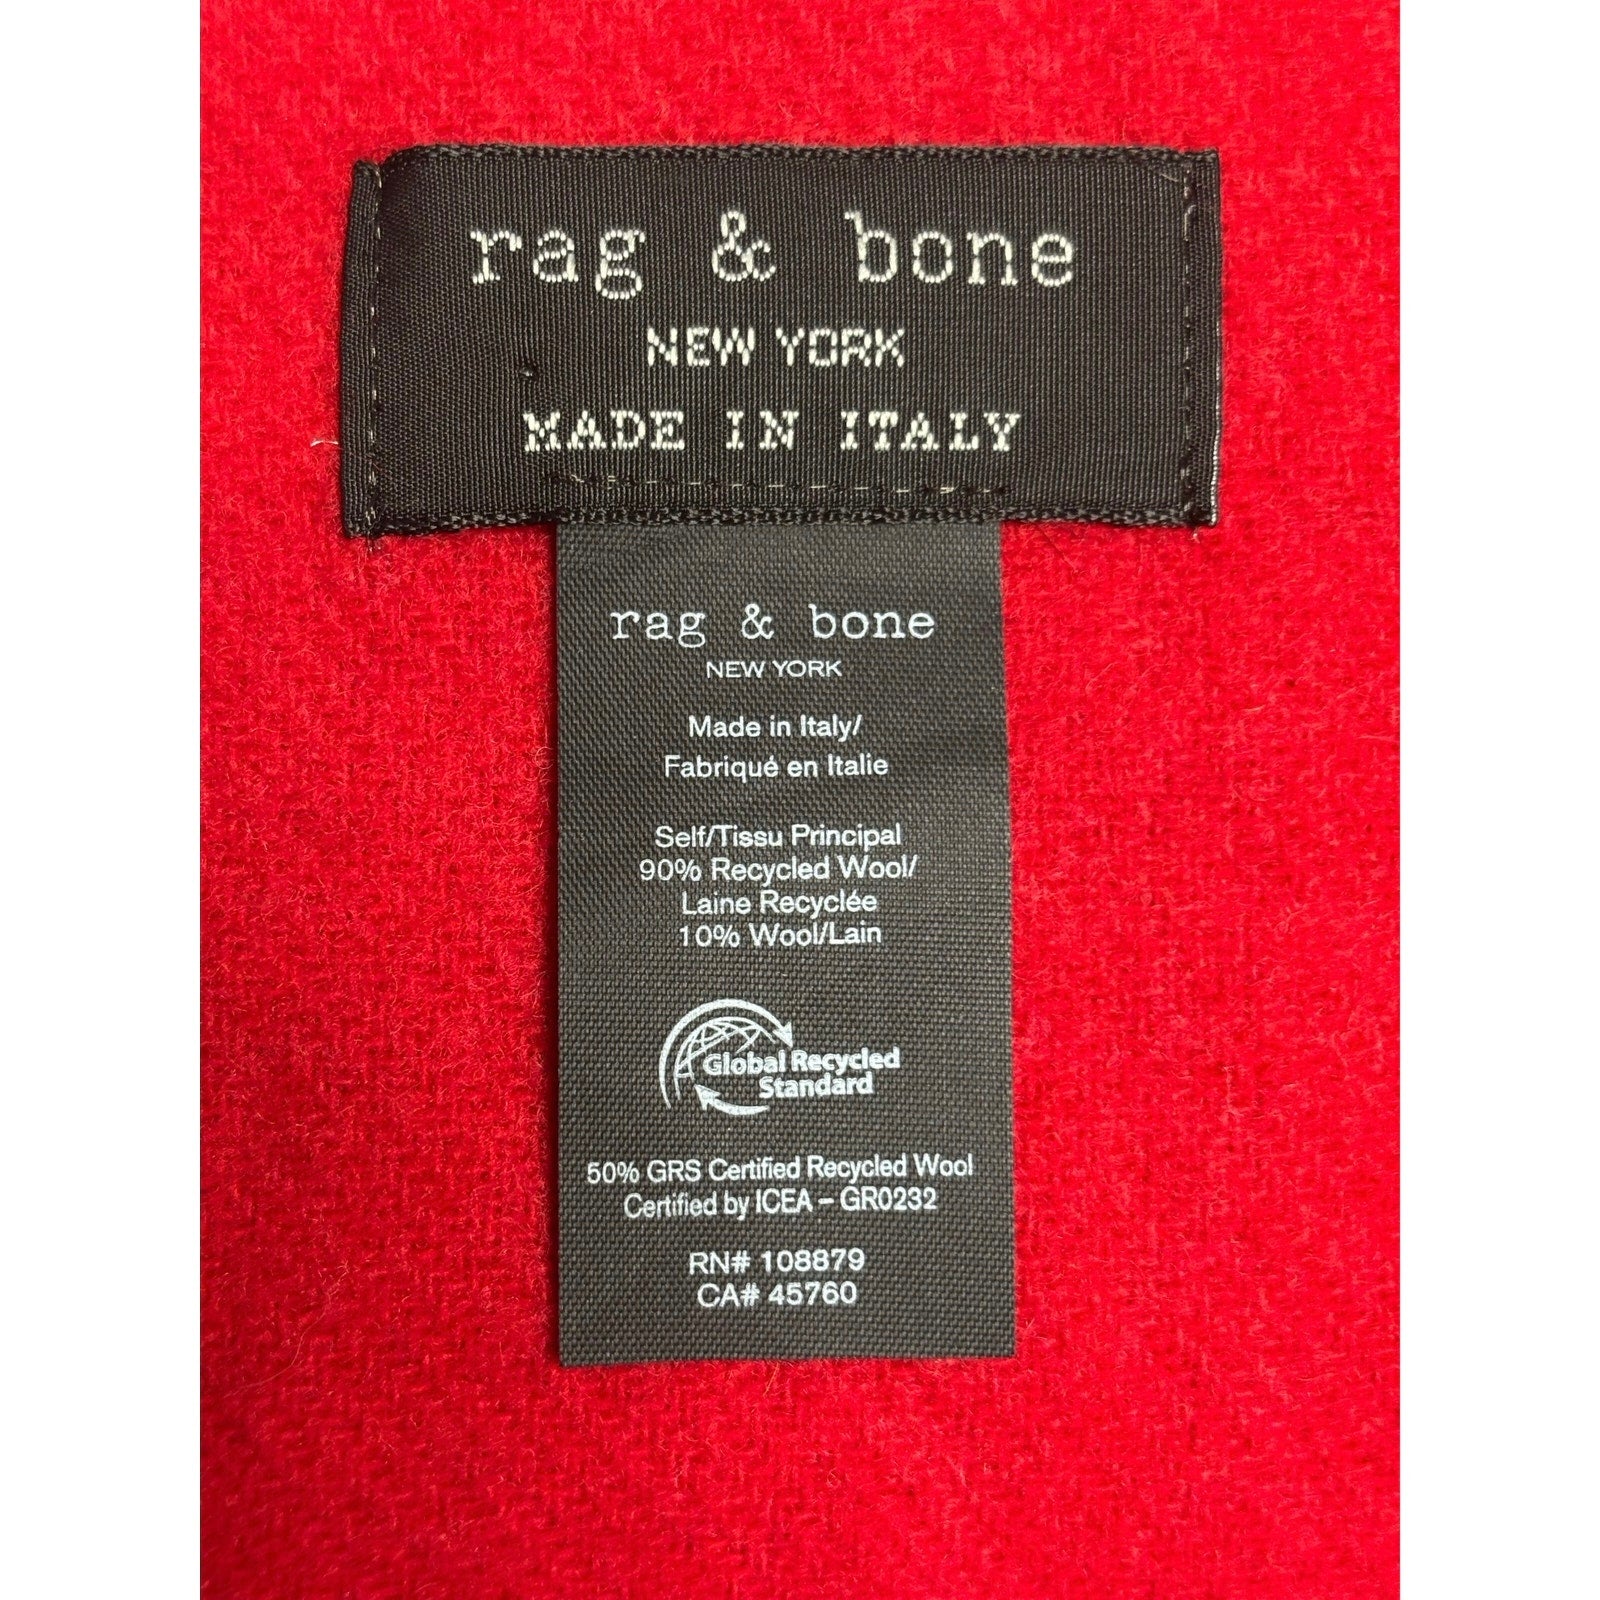 rag & bone
NEW YORK
MADE IN ITALY
rag & bone
NEW YORK
Made in Italy/
Fabriqué en Italie
Self/Tissu Principal
90% Recycled Wool/
Laine Recyclée
10% Wool/Lain
Global Recycled
Standard
50% GRS Certified Recycled Wool
Certified by ICEA - GR0232
RN# 108879
CA# 45760